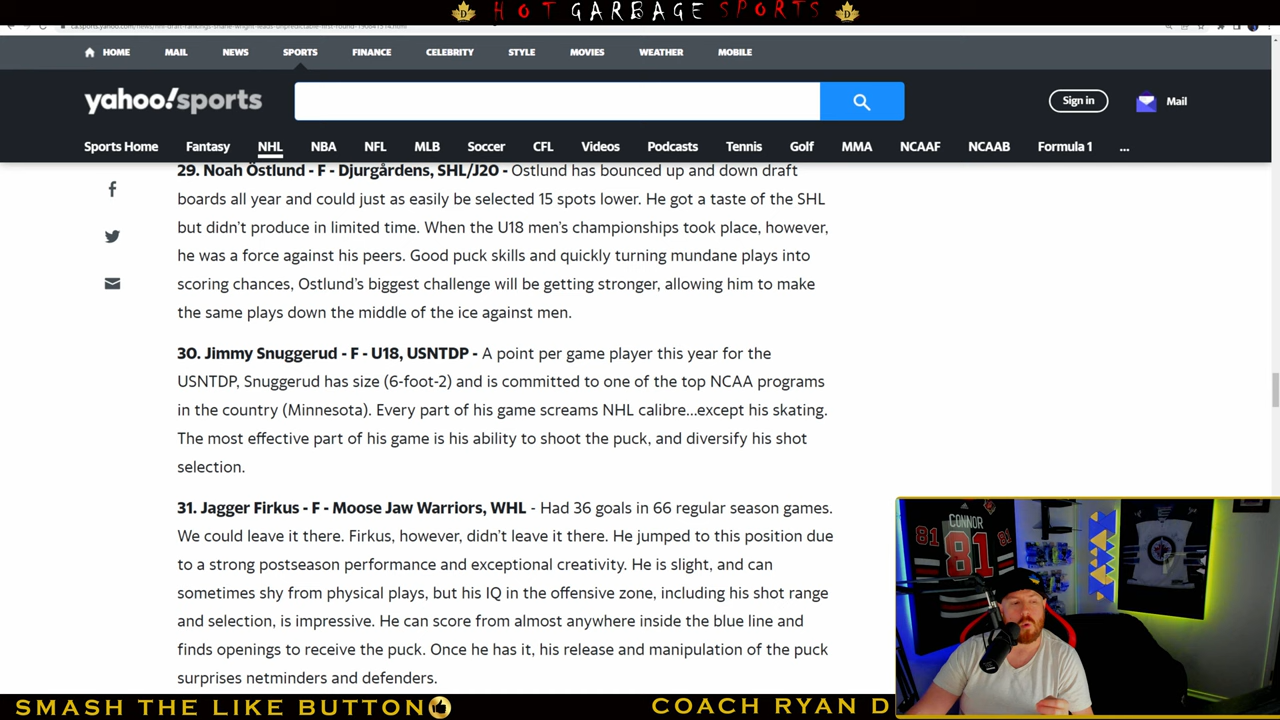 HOT GARBAGE SPORTS
HOME MAIL NEWS SPORTS FINANCE CELEBRITY STYLE MOVIES WEATHER MOBILE
yahoo!sports
Sign in
Mail
Sports Home Fantasy NHL NBA NFL MLB Soccer CFL Videos Podcasts Tennis Golf MMA NCAAF NCAAB Formula 1 ...
29. Noah Östlund - F - Djurgårdens, SHL/J20 - Ostlund has bounced up and down draft
boards all year and could just as easily be selected 15 spots lower. He got a taste of the SHL
but didn’t produce in limited time. When the U18 men’s championships took place, however,
he was a force against his peers. Good puck skills and quickly turning mundane plays into
scoring chances, Ostlund’s biggest challenge will be getting stronger, allowing him to make
the same plays down the middle of the ice against men.
30. Jimmy Snuggerud - F - U18, USNTDP - A point per game player this year for the
USNTDP, Snuggerud has size (6-foot-2) and is committed to one of the top NCAA programs
in the country (Minnesota). Every part of his game screams NHL calibre...except his skating.
The most effective part of his game is his ability to shoot the puck, and diversify his shot
selection.
31. Jagger Firkus - F - Moose Jaw Warriors, WHL - Had 36 goals in 66 regular season games.
We could leave it there. Firkus, however, didn’t leave it there. He jumped to this position due
to a strong postseason performance and exceptional creativity. He is slight, and can
sometimes shy from physical plays, but his IQ in the offensive zone, including his shot range
and selection, is impressive. He can score from almost anywhere inside the blue line and
finds openings to receive the puck. Once he has it, his release and manipulation of the puck
surprises netminders and defenders.
CONNOR
81
81
SMASH THE LIKE BUTTON
COACH RYAN D